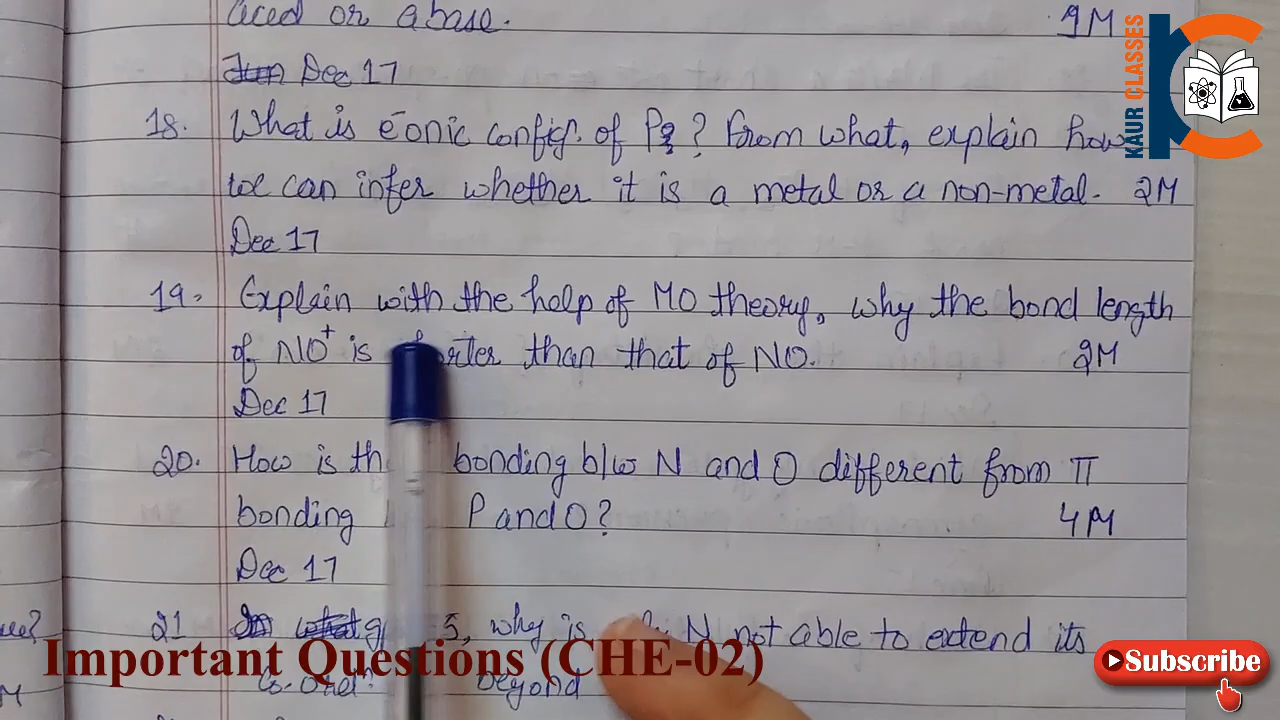 aced or a base. 9M
Dec 17
18. What is e̅onic config. of P? From what, explain how
we can infer whether it is a metal or a non-metal. 2M
Dec 17
19. Explain with the help of MO theory, why the bond length
of NO⁺ is than that of NO. 2M
Dec 17
20. How is bonding b/w N and O different from π
bonding P and O? 4M
Dec 17
21 5, why is N not able to extend its
beyond
Important Questions (CHE-02)
KAUR CLASSES
Subscribe